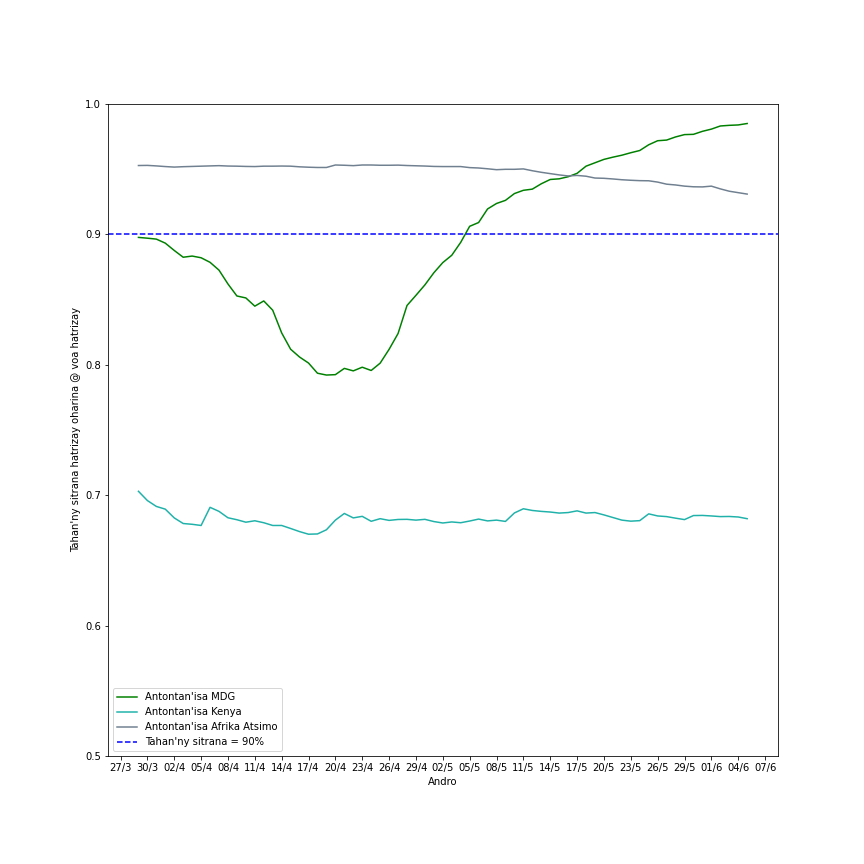 1.0
0.9
0.8
0.7
0.6
0.5
Tahan'ny sitrana hatrizay oharina @ voa hatrizay
Antontan'isa MDG
Antontan'isa Kenya
Antontan'isa Afrika Atsimo
Tahan'ny sitrana = 90%
27/3 30/3 02/4 05/4 08/4 11/4 14/4 17/4 20/4 23/4 26/4 29/4 02/5 05/5 08/5 11/5 14/5 17/5 20/5 23/5 26/5 29/5 01/6 04/6 07/6
Andro